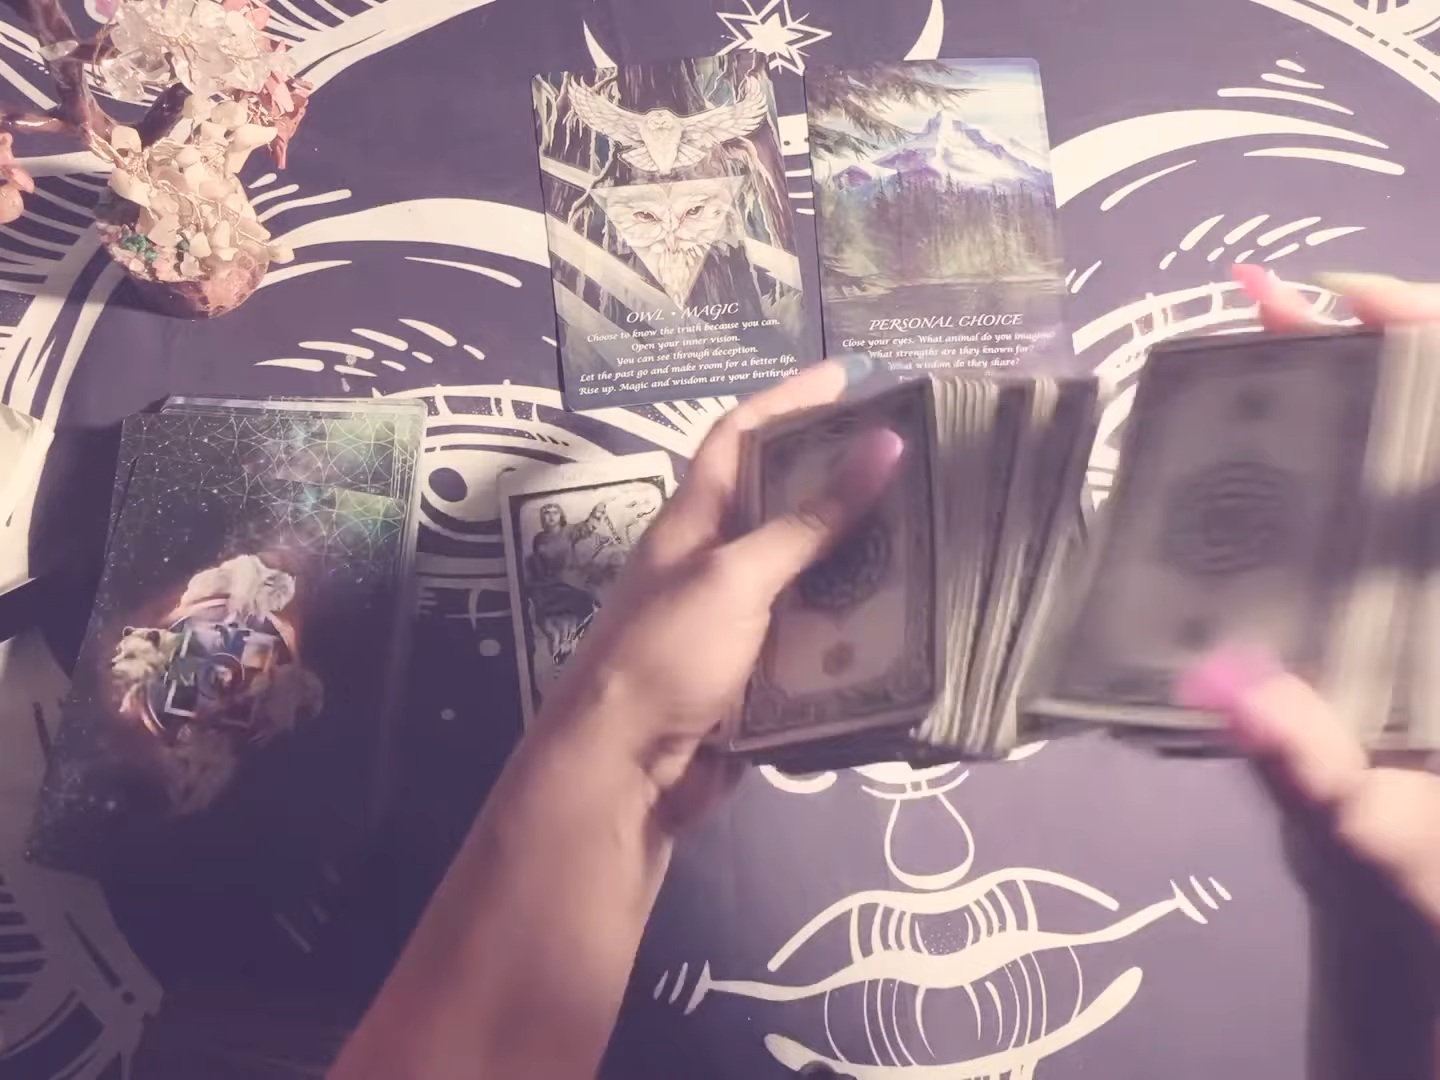 OWL • MAGIC
Choose to know the truth because you can.
Open your inner vision.
You can see through deception.
Let the past go and make room for a better life.
Rise up. Magic and wisdom are your birthright.
PERSONAL CHOICE
Close your eyes. What animal do you imagine?
What strengths are they known for?
What wisdom do they share?